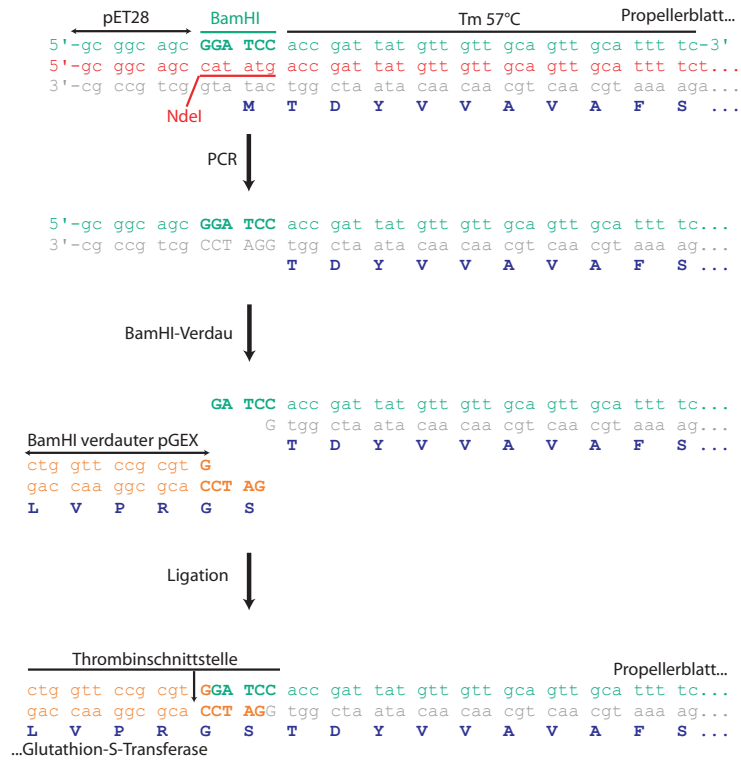 pET28 BamHI Tm 57°C Propellerblatt...
5'-gc ggc agc GGA TCC acc gat tat gtt gtt gca gtt gca ttt tc-3'
5'-gc ggc agc cat atg acc gat tat gtt gtt gca gtt gca ttt tct...
3'-cg ccg tcg gta tac tgg cta ata caa caa cgt caa cgt aaa aga...
NdeI M T D Y V V A V A F S ...
PCR
5'-gc ggc agc GGA TCC acc gat tat gtt gtt gca gtt gca ttt tc...
3'-cg ccg tcg CCT AGG tgg cta ata caa caa cgt caa cgt aaa ag...
T D Y V V A V A F S ...
BamHI-Verdau
GA TCC acc gat tat gtt gtt gca gtt gca ttt tc...
G tgg cta ata caa caa cgt caa cgt aaa ag...
T D Y V V A V A F S ...
BamHI verdauter pGEX
ctg gtt ccg cgt G
gac caa ggc gca CCT AG
L V P R G S
Ligation
Thrombinschnittstelle Propellerblatt...
ctg gtt ccg cgt GGA TCC acc gat tat gtt gtt gca gtt gca ttt tc...
gac caa ggc gca CCT AGG tgg cta ata caa caa cgt caa cgt aaa ag...
L V P R G S T D Y V V A V A F S ...
...Glutathion-S-Transferase